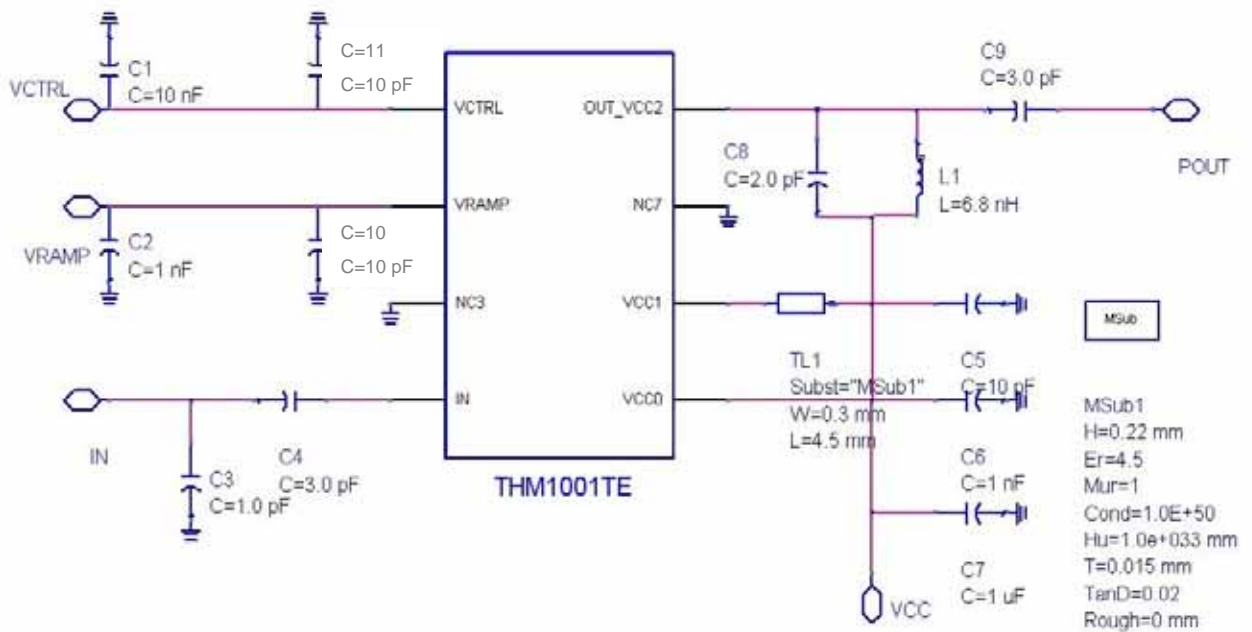 VCTRL
C1
C=10 nF
C=11
C=10 pF
VRAMP
C2
C=1 nF
C=10
C=10 pF
IN
C3
C=1.0 pF
C4
C=3.0 pF
VCTRL
OUT_VCC2
VRAMP
NC7
NC3
VCC1
IN
VCC0
THM1001TE
C8
C=2.0 pF
L1
L=6.8 nH
C9
C=3.0 pF
POUT
TL1
Subst="MSub1"
W=0.3 mm
L=4.5 mm
C5
C=10 pF
C6
C=1 nF
C7
C=1 uF
VCC
MSub
MSub1
H=0.22 mm
Er=4.5
Mur=1
Cond=1.0E+50
Hu=1.0e+033 mm
T=0.015 mm
TanD=0.02
Rough=0 mm